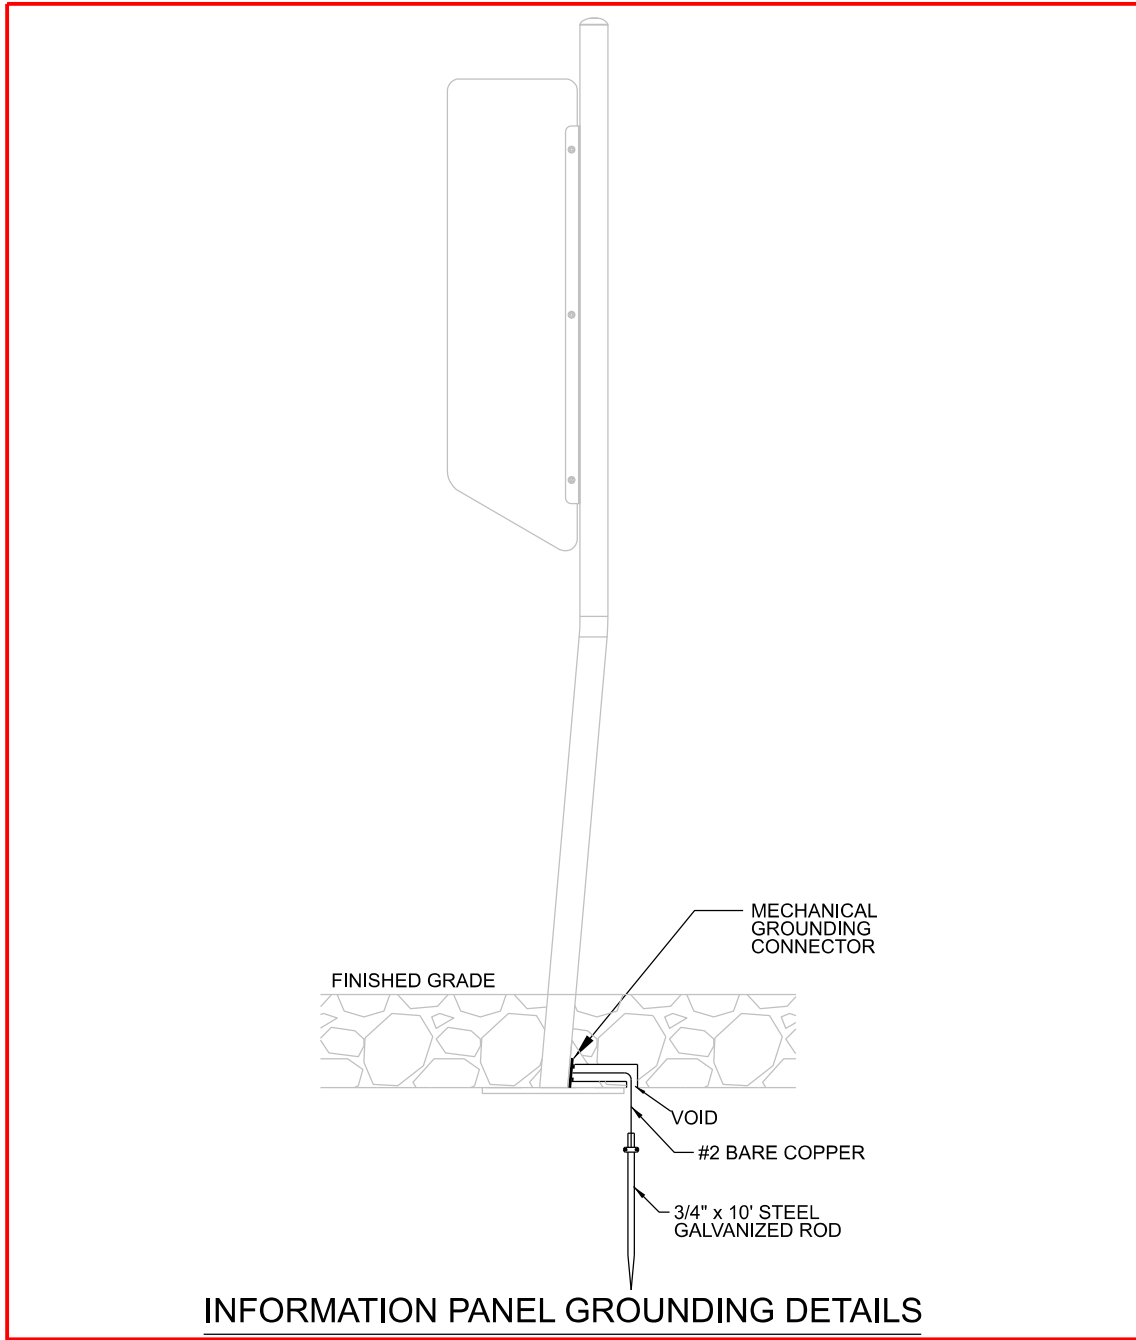 MECHANICAL
GROUNDING
CONNECTOR
FINISHED GRADE
VOID
#2 BARE COPPER
3/4" x 10' STEEL
GALVANIZED ROD
INFORMATION PANEL GROUNDING DETAILS